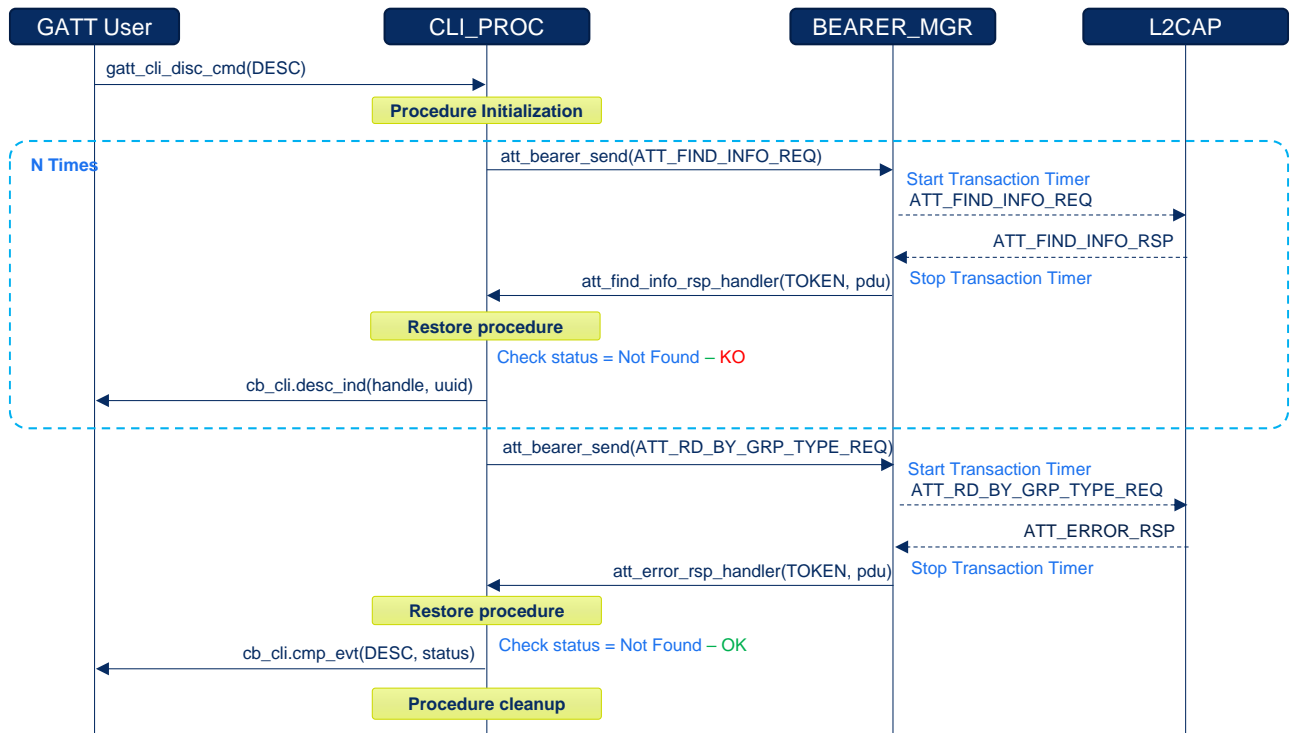 GATT User
CLI_PROC
BEARER_MGR
L2CAP
gatt_cli_disc_cmd(DESC)
Procedure Initialization
N Times
att_bearer_send(ATT_FIND_INFO_REQ)
Start Transaction Timer
ATT_FIND_INFO_REQ
ATT_FIND_INFO_RSP
att_find_info_rsp_handler(TOKEN, pdu)
Stop Transaction Timer
Restore procedure
Check status = Not Found – KO
cb_cli.desc_ind(handle, uuid)
att_bearer_send(ATT_RD_BY_GRP_TYPE_REQ)
Start Transaction Timer
ATT_RD_BY_GRP_TYPE_REQ
ATT_ERROR_RSP
att_error_rsp_handler(TOKEN, pdu)
Stop Transaction Timer
Restore procedure
Check status = Not Found – OK
cb_cli.cmp_evt(DESC, status)
Procedure cleanup